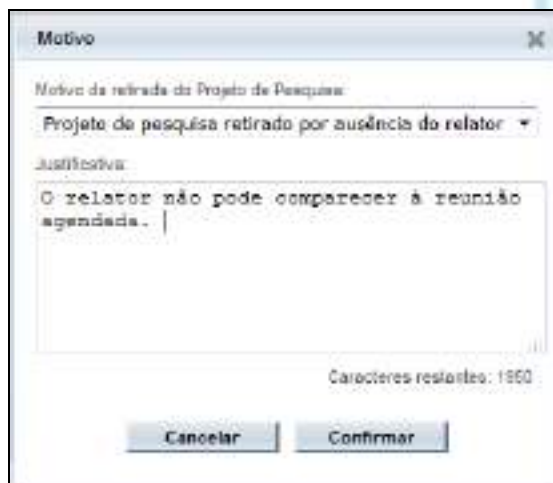 Motivo
Motivo da retirada do Projeto de Pesquisa:
Projeto de pesquisa retirado por ausência do relator
Justificativa:
O relator não pode comparecer à reunião
agendada.
Caracteres restantes: 1950
Cancelar Confirmar